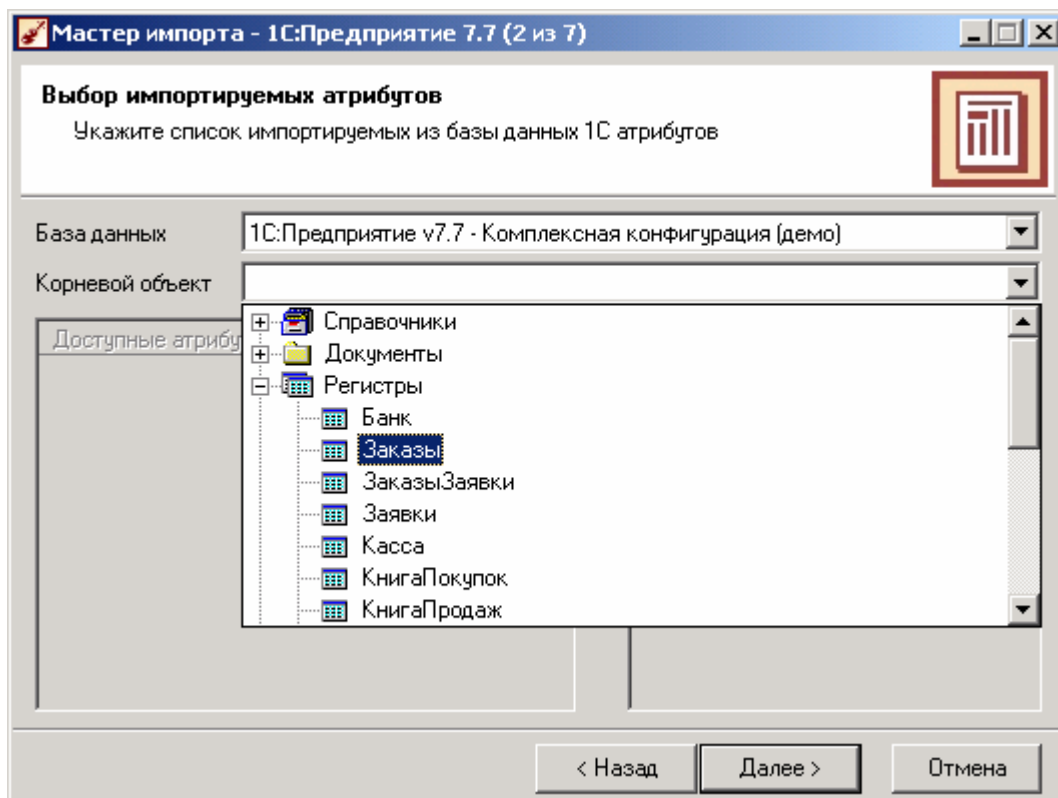 Мастер импорта - 1С:Предприятие 7.7 (2 из 7)
Выбор импортируемых атрибутов
Укажите список импортируемых из базы данных 1С атрибутов
База данных
1С:Предприятие v7.7 - Комплексная конфигурация (демо)
Корневой объект
Доступные атрибу
Справочники
Документы
Регистры
Банк
Заказы
ЗаказыЗаявки
Заявки
Касса
КнигаПокупок
КнигаПродаж
< Назад
Далее >
Отмена